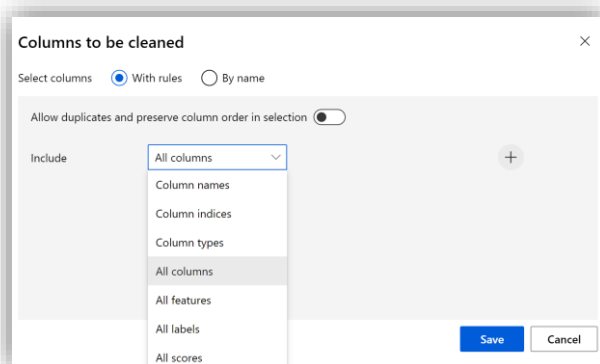 Columns to be cleaned
Select columns With rules By name
Allow duplicates and preserve column order in selection
Include All columns
Column names
Column indices
Column types
All columns
All features
All labels
All scores
Save Cancel